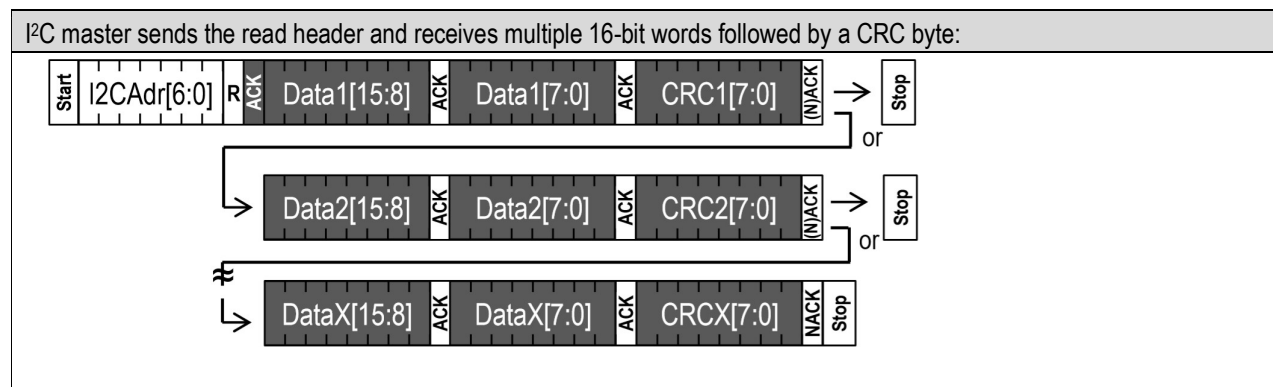 I²C master sends the read header and receives multiple 16-bit words followed by a CRC byte:
Start I2CAdr[6:0] R ACK Data1[15:8] ACK Data1[7:0] ACK CRC1[7:0] (N)ACK Stop
or
Data2[15:8] ACK Data2[7:0] ACK CRC2[7:0] (N)ACK Stop
or
DataX[15:8] ACK DataX[7:0] ACK CRCX[7:0] NACK Stop